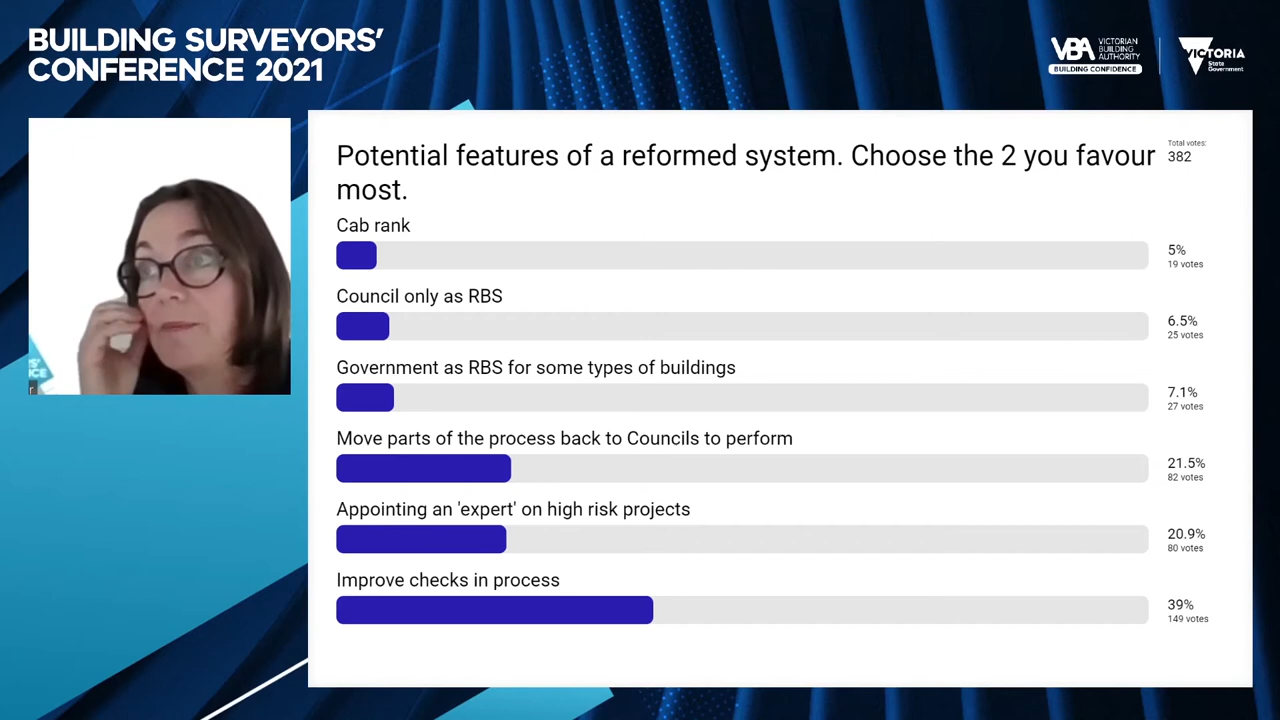 BUILDING SURVEYORS'
CONFERENCE 2021
VBA VICTORIAN
BUILDING
AUTHORITY
BUILDING CONFIDENCE
VICTORIA
State
Government
Potential features of a reformed system. Choose the 2 you favour
most.
Total votes:
382
Cab rank
5%
19 votes
Council only as RBS
6.5%
25 votes
Government as RBS for some types of buildings
7.1%
27 votes
Move parts of the process back to Councils to perform
21.5%
82 votes
Appointing an 'expert' on high risk projects
20.9%
80 votes
Improve checks in process
39%
149 votes